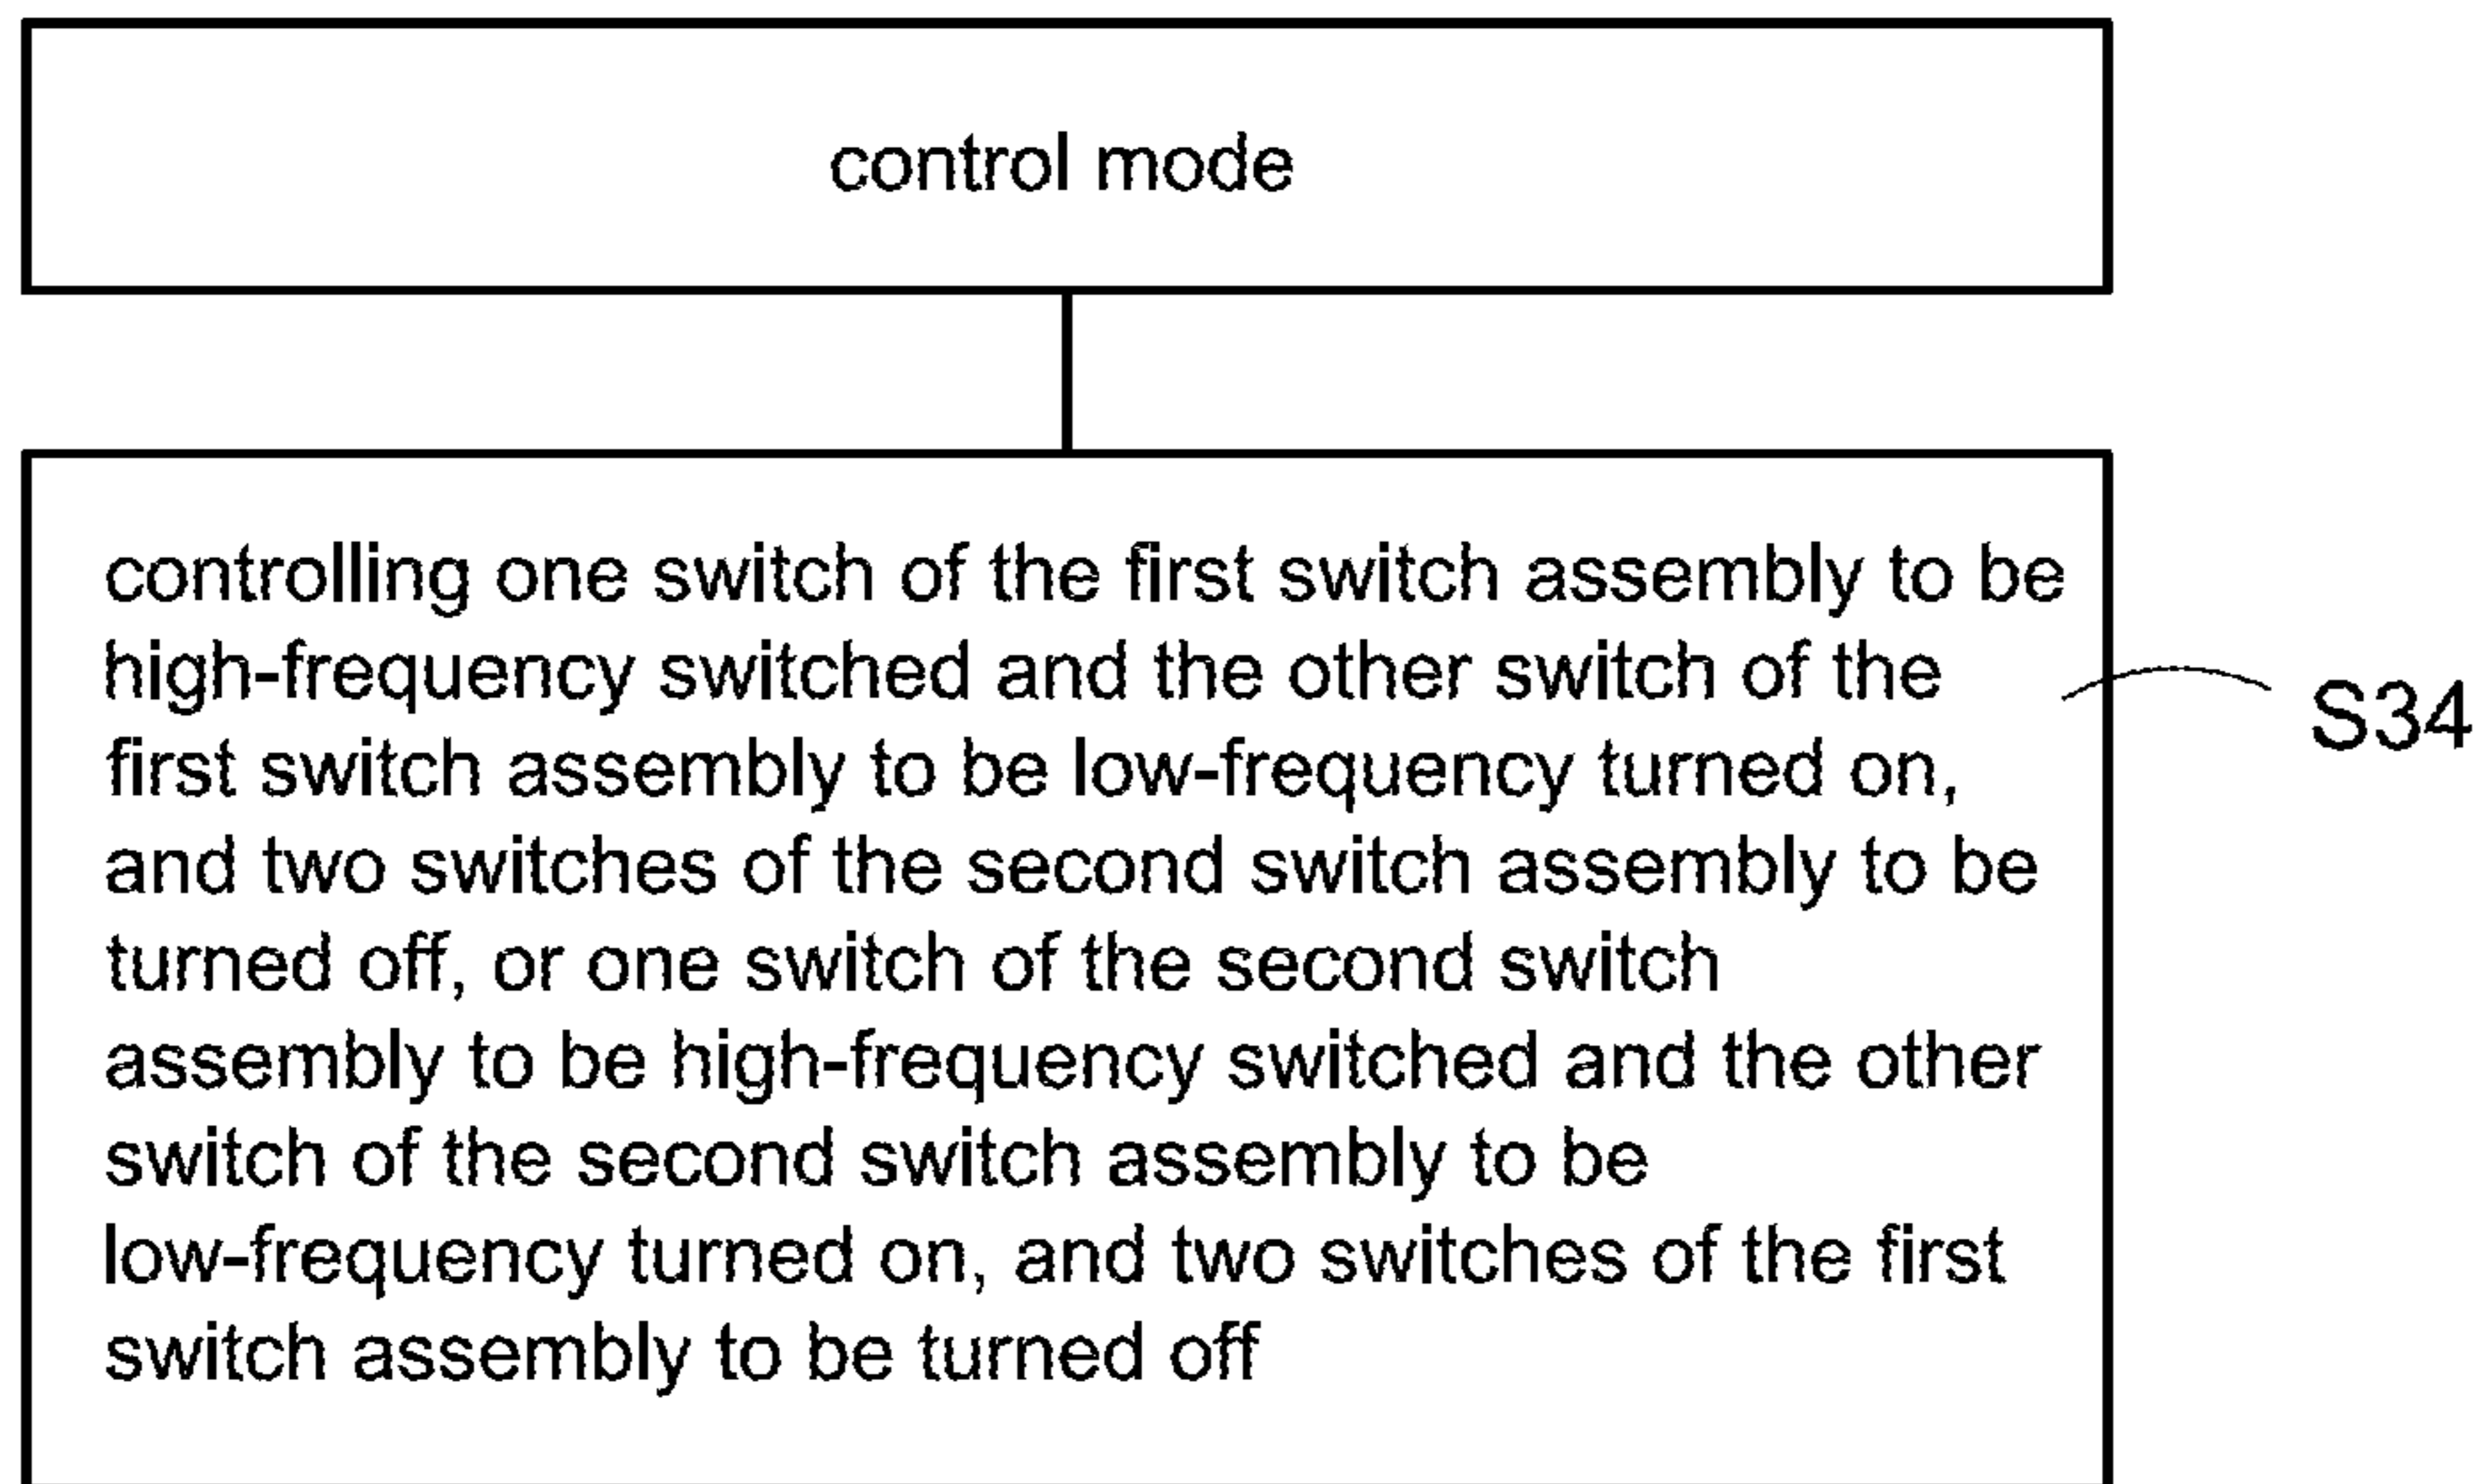 control mode
controlling one switch of the first switch assembly to be
high-frequency switched and the other switch of the
first switch assembly to be low-frequency turned on,
and two switches of the second switch assembly to be
turned off, or one switch of the second switch
assembly to be high-frequency switched and the other
switch of the second switch assembly to be
low-frequency turned on, and two switches of the first
switch assembly to be turned off
S34